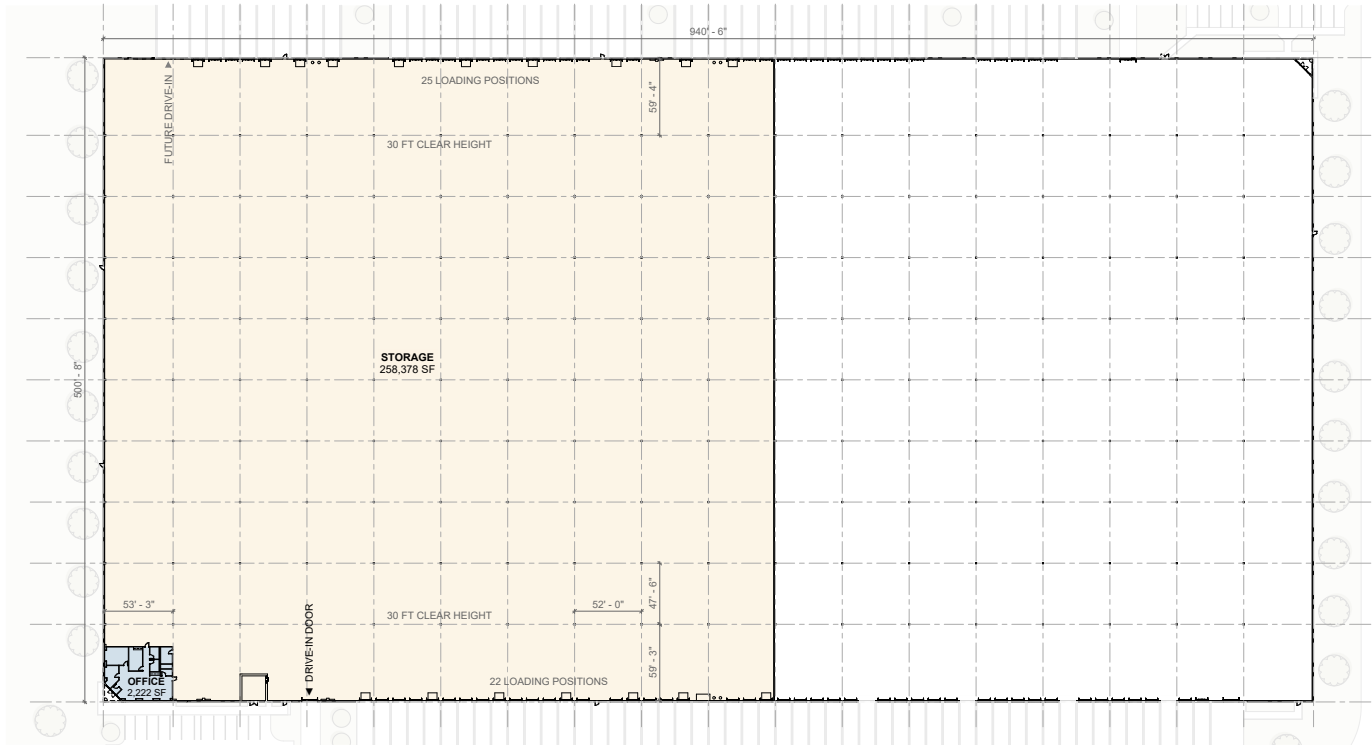 940' - 6"
25 LOADING POSITIONS
FUTURE DRIVE-IN
59' - 4"
30 FT CLEAR HEIGHT
STORAGE
258,378 SF
500' - 8"
47' - 6"
53' - 3"
52' - 0"
30 FT CLEAR HEIGHT
DRIVE-IN DOOR
59' - 3"
OFFICE
2,222 SF
22 LOADING POSITIONS